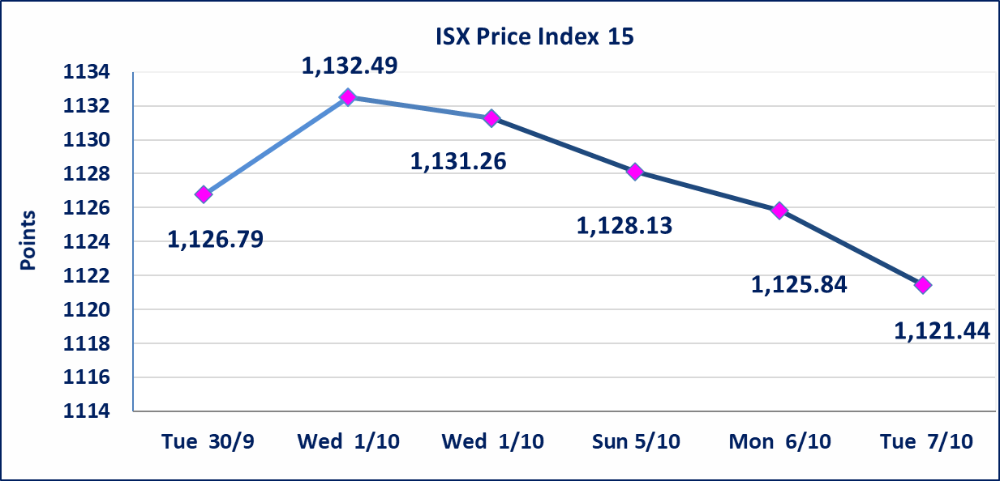 ISX Price Index 15
1,132.49
1134
1132
1130
1128
1126
1124
1122
1120
1118
1116
1114
Points
1,131.26
1,128.13
1,126.79
1,125.84
1,121.44
Tue 30/9
Wed 1/10
Wed 1/10
Sun 5/10
Mon 6/10
Tue 7/10